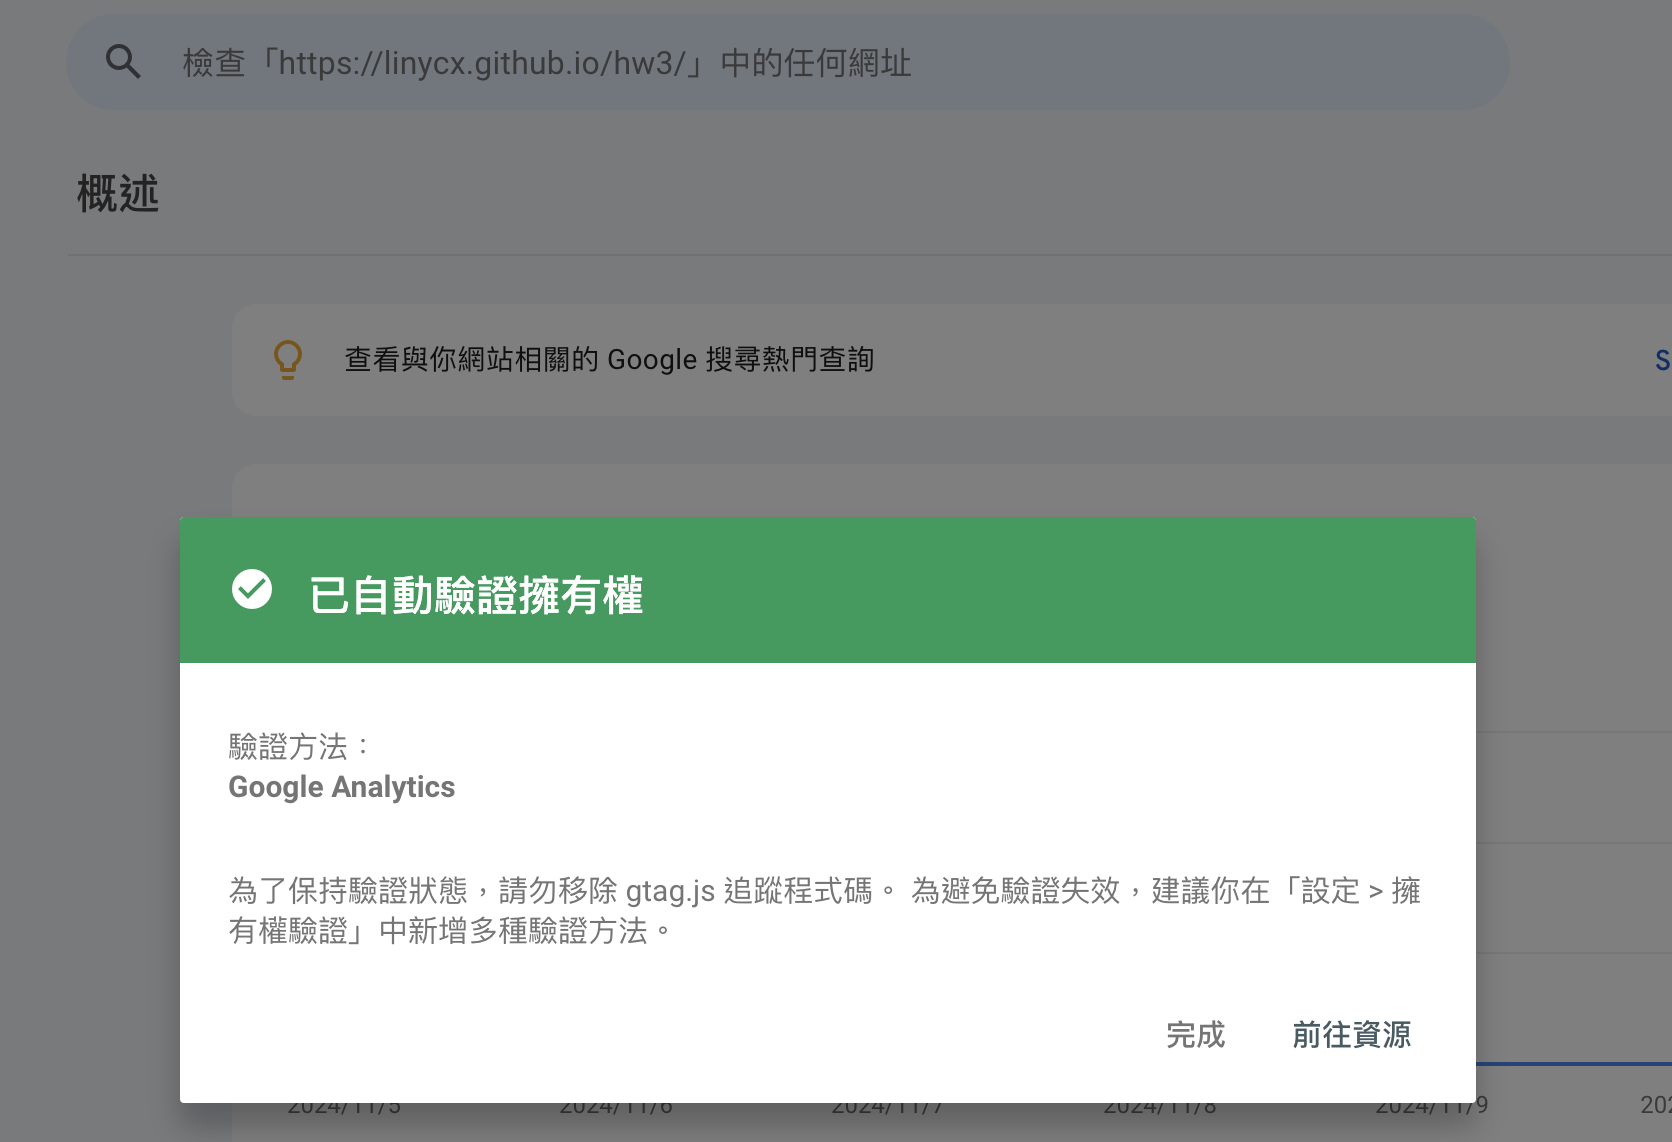 檢查「https://linycx.github.io/hw3/」中的任何網址
概述
查看與你網站相關的 Google 搜尋熱門查詢
已自動驗證擁有權
驗證方法：
Google Analytics
為了保持驗證狀態，請勿移除 gtag.js 追蹤程式碼。 為避免驗證失效，建議你在「設定 > 擁
有權驗證」中新增多種驗證方法。
完成
前往資源
2024/11/5
2024/11/6
2024/11/7
2024/11/8
2024/11/9